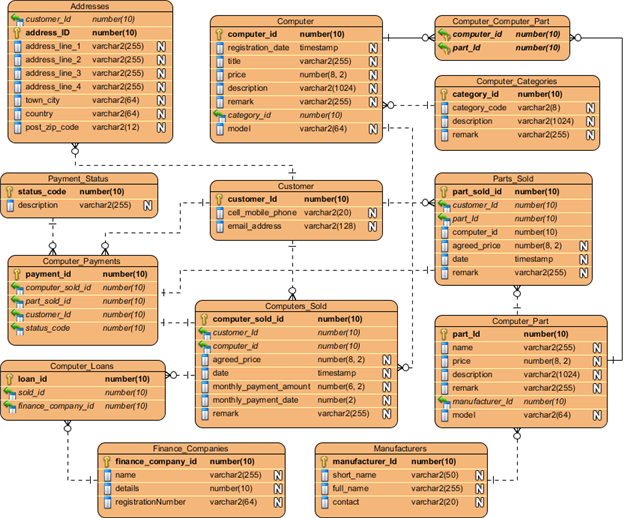 Addresses
customer_Id number(10)
address_ID number(10)
address_line_1 varchar2(255) N
address_line_2 varchar2(255) N
address_line_3 varchar2(255) N
address_line_4 varchar2(255) N
town_city varchar2(64) N
country varchar2(64) N
post_zip_code varchar2(12) N
Computer
computer_id number(10)
registration_date timestamp N
title varchar2(255) N
price number(8, 2) N
description varchar2(1024) N
remark varchar2(255) N
category_id number(10)
model varchar2(64) N
Computer_Computer_Part
computer_id number(10)
part_Id number(10)
Computer_Categories
category_id number(10)
category_code varchar2(8) N
description varchar2(1024) N
remark varchar2(255) N
Payment_Status
status_code number(10)
description varchar2(255) N
Customer
customer_Id number(10)
cell_mobile_phone varchar2(20) N
email_address varchar2(128) N
Parts_Sold
part_sold_id number(10)
customer_Id number(10)
part_Id number(10)
computer_id number(10)
agreed_price number(8, 2) N
date timestamp N
remark varchar2(255) N
Computer_Payments
payment_id number(10)
computer_sold_id number(10)
part_sold_id number(10)
customer_Id number(10)
status_code number(10)
Computers_Sold
computer_sold_id number(10)
customer_Id number(10)
computer_id number(10)
agreed_price number(8, 2) N
date timestamp N
monthly_payment_amount number(6, 2) N
monthly_payment_date number(2) N
remark varchar2(255) N
Computer_Part
part_Id number(10)
name varchar2(255) N
price number(8, 2) N
description varchar2(1024) N
remark varchar2(255) N
manufacturer_Id number(10)
model varchar2(64) N
Computer_Loans
loan_id number(10)
sold_id number(10)
finance_company_id number(10)
Finance_Companies
finance_company_id number(10)
name varchar2(255) N
details number(10) N
registrationNumber varchar2(64) N
Manufacturers
manufacturer_Id number(10)
short_name varchar2(50) N
full_name varchar2(255) N
contact varchar2(20) N